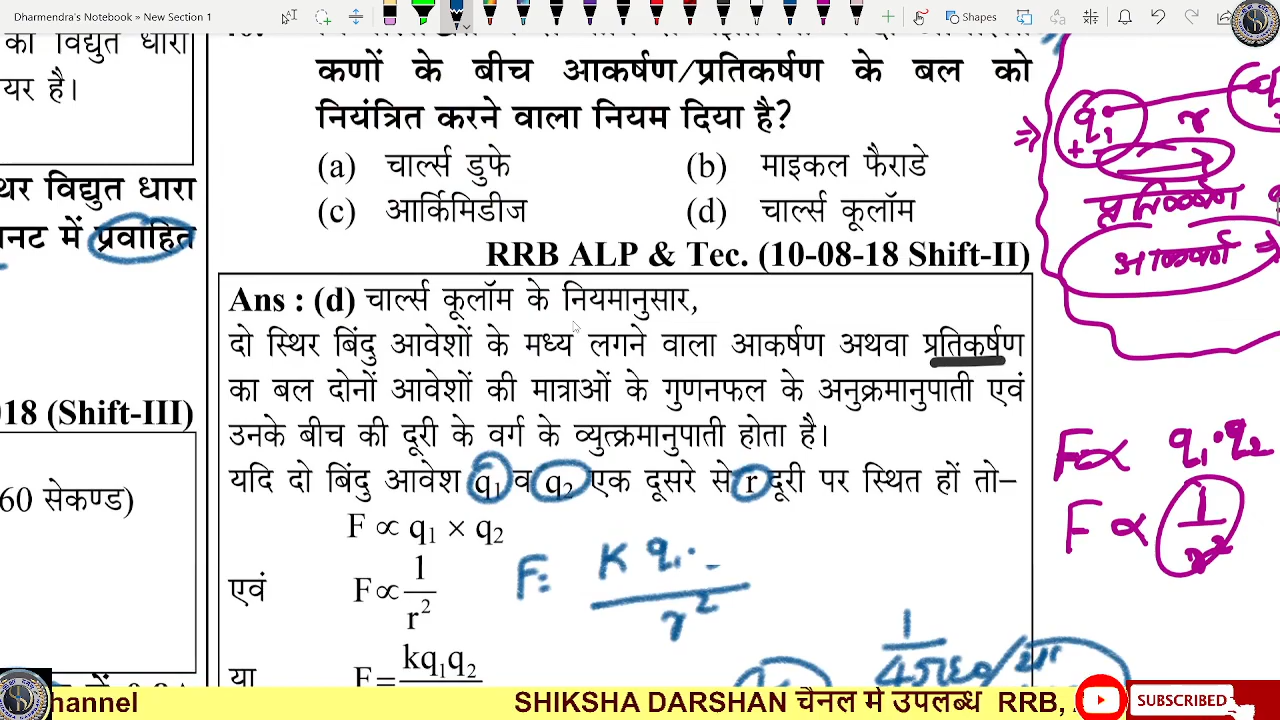 Dharmendra's Notebook » New Section 1
Shapes
का विद्युत धारा
यर है।
थर विद्युत धारा
नट में प्रवाहित
018 (Shift-III)
60 सेकण्ड)
कणों के बीच आकर्षण/प्रतिकर्षण के बल को
नियंत्रित करने वाला नियम दिया है?
(a) चार्ल्स डुफे (b) माइकल फैराडे
(c) आर्किमिडीज (d) चार्ल्स कूलॉम
RRB ALP & Tec. (10-08-18 Shift-II)
Ans : (d) चार्ल्स कूलॉम के नियमानुसार,
दो स्थिर बिंदु आवेशों के मध्य लगने वाला आकर्षण अथवा प्रतिकर्षण
का बल दोनों आवेशों की मात्राओं के गुणनफल के अनुक्रमानुपाती एवं
उनके बीच की दूरी के वर्ग के व्युत्क्रमानुपाती होता है।
यदि दो बिंदु आवेश q₁ व q₂ एक दूसरे से r दूरी पर स्थित हों तो–
F ∝ q₁ × q₂
एवं F∝ 1/r²
या F= kq₁q₂
F= K q₁. / r²
⇒ q₁ r
+
प्रतिकर्षण
आकर्षण ⇒
F∝ q₁.q₂
F ∝ 1/r²
hannel
SHIKSHA DARSHAN चैनल में उपलब्ध RRB,
SUBSCRIBED